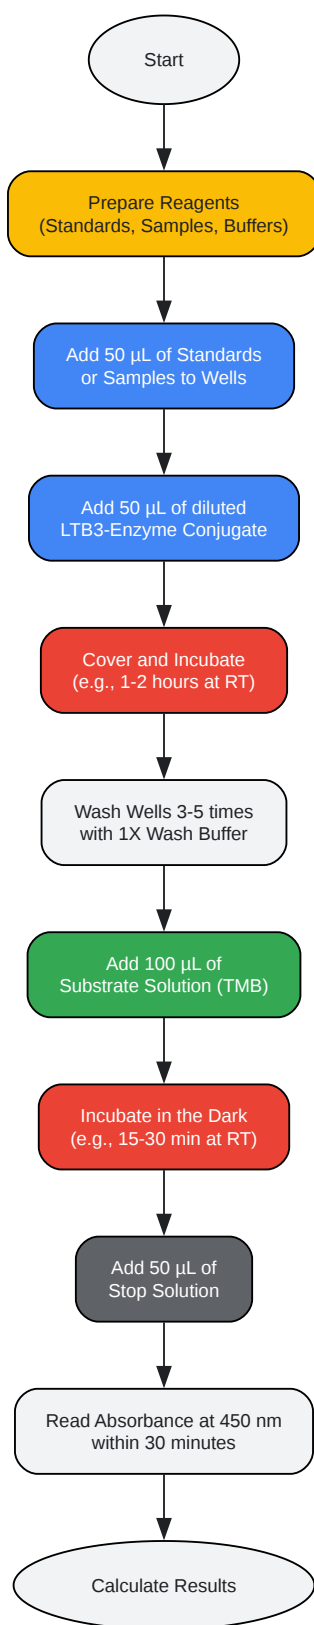 Start
Prepare Reagents
(Standards, Samples, Buffers)
Add 50 µL of Standards
or Samples to Wells
Add 50 µL of diluted
LTB3-Enzyme Conjugate
Cover and Incubate
(e.g., 1-2 hours at RT)
Wash Wells 3-5 times
with 1X Wash Buffer
Add 100 µL of
Substrate Solution (TMB)
Incubate in the Dark
(e.g., 15-30 min at RT)
Add 50 µL of
Stop Solution
Read Absorbance at 450 nm
within 30 minutes
Calculate Results